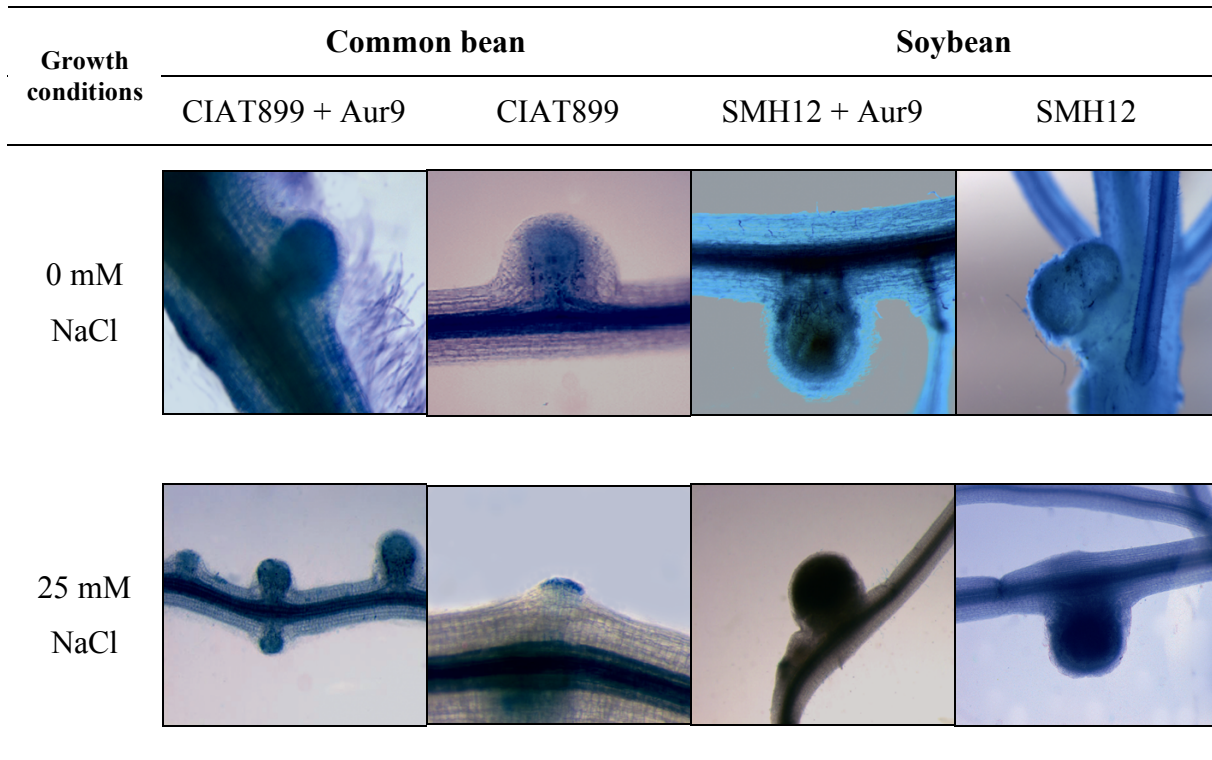 Growth
conditions
Common bean
Soybean
CIAT899 + Aur9
CIAT899
SMH12 + Aur9
SMH12
0 mM
NaCl
25 mM
NaCl